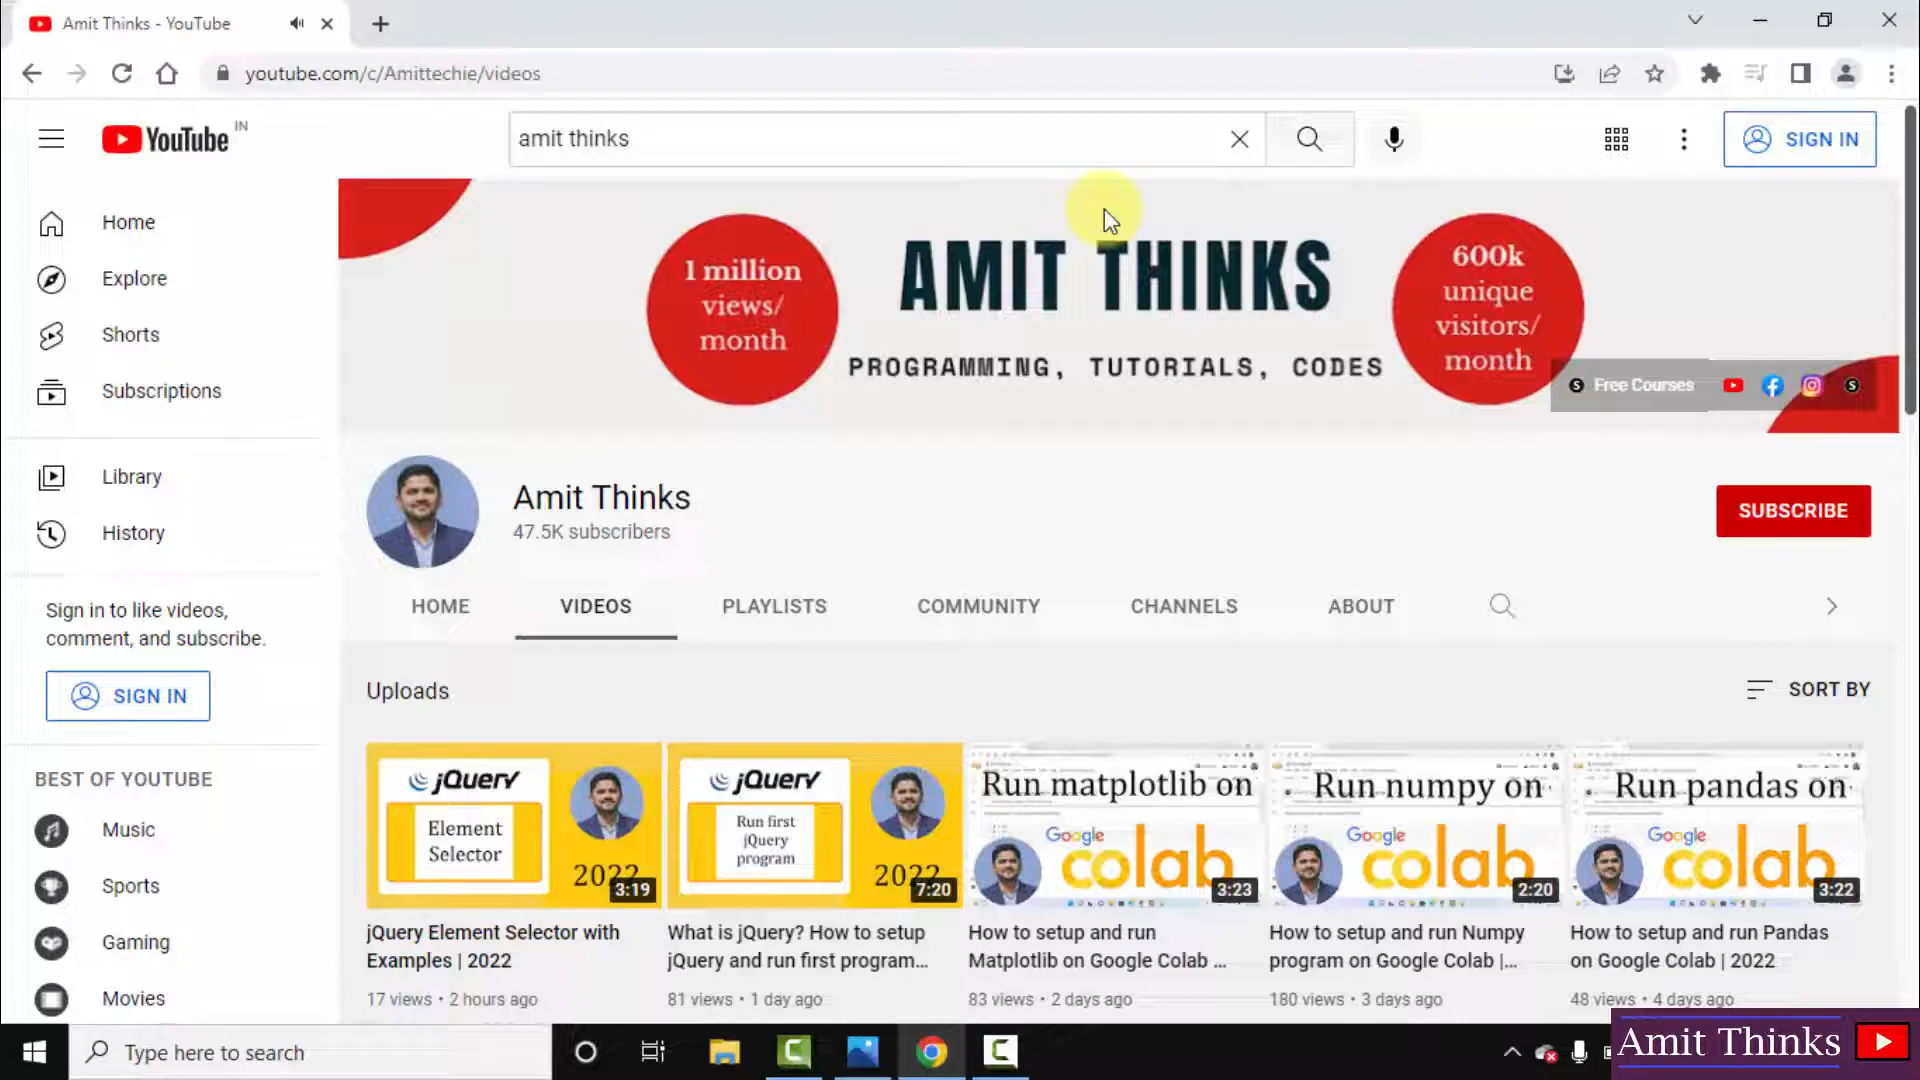 Amit Thinks - YouTube
youtube.com/c/Amittechie/videos
YouTube IN
amit thinks
SIGN IN
Home
Explore
Shorts
Subscriptions
Library
History
Sign in to like videos,
comment, and subscribe.
SIGN IN
BEST OF YOUTUBE
Music
Sports
Gaming
Movies
1 million
views/
month
AMIT THINKS
PROGRAMMING, TUTORIALS, CODES
600k
unique
visitors/
month
Free Courses
Amit Thinks
47.5K subscribers
SUBSCRIBE
HOME VIDEOS PLAYLISTS COMMUNITY CHANNELS ABOUT
Uploads
SORT BY
jQuery
Element
Selector
2022
3:19
jQuery Element Selector with
Examples | 2022
17 views • 2 hours ago
jQuery
Run first
jQuery
program
2022
7:20
What is jQuery? How to setup
jQuery and run first program...
81 views • 1 day ago
Run matplotlib on
Google
colab
3:23
How to setup and run
Matplotlib on Google Colab ...
83 views • 2 days ago
Run numpy on
Google
colab
2:20
How to setup and run Numpy
program on Google Colab |...
180 views • 3 days ago
Run pandas on
Google
colab
3:22
How to setup and run Pandas
on Google Colab | 2022
48 views • 4 days ago
Type here to search
Amit Thinks